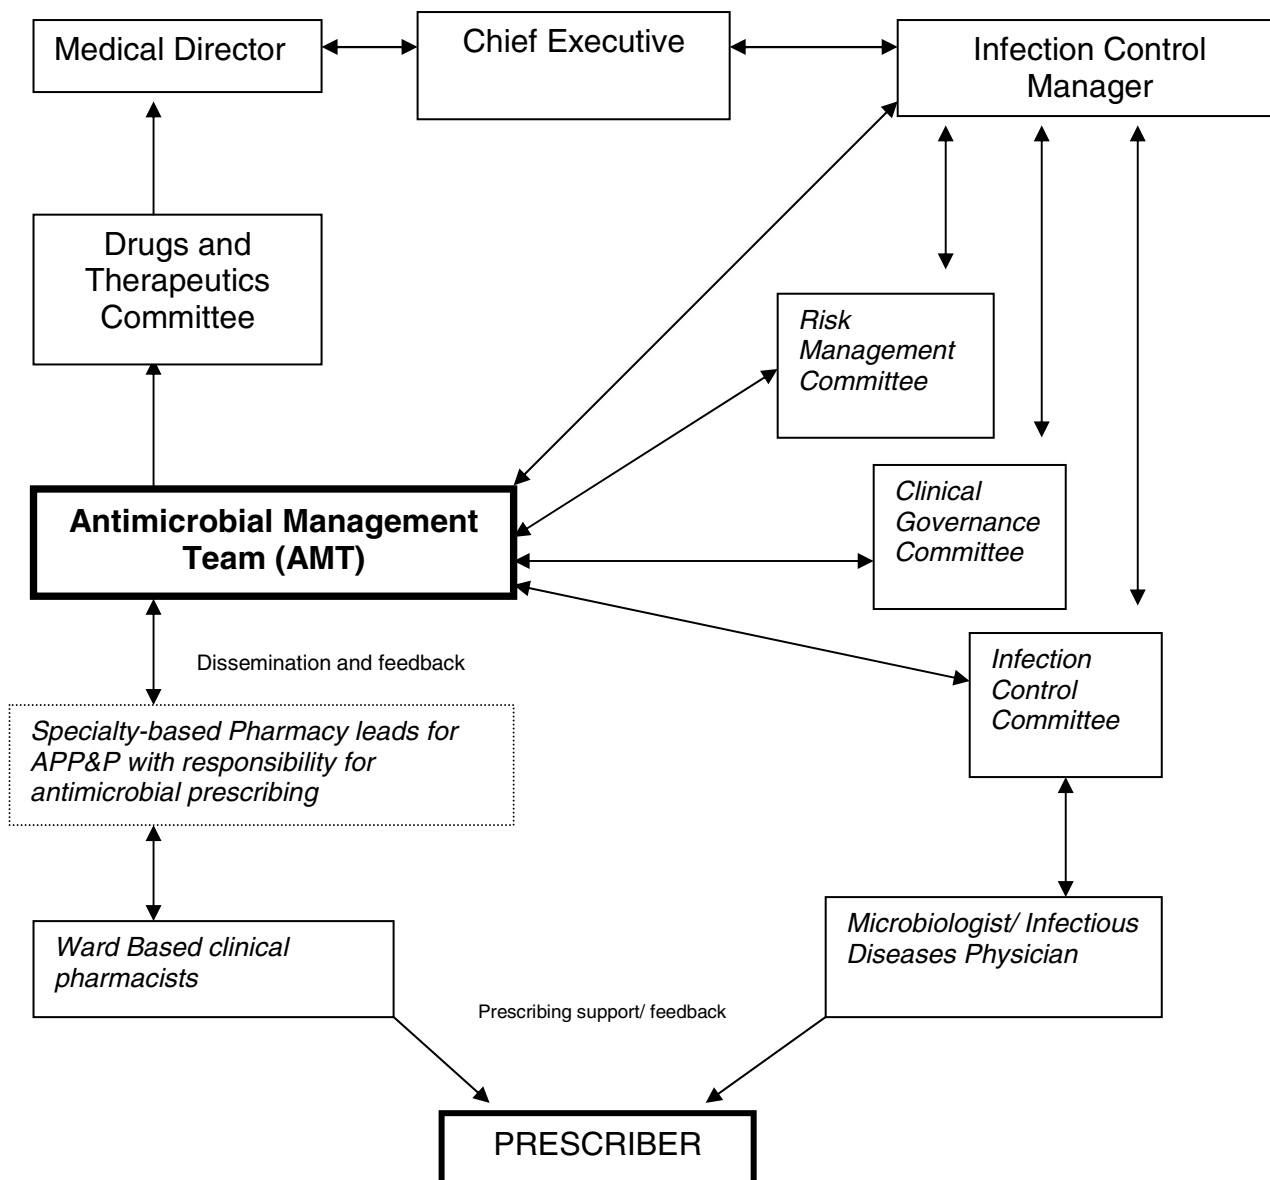 Medical Director
Chief Executive
Infection Control
Manager
Drugs and
Therapeutics
Committee
Risk
Management
Committee
Antimicrobial Management
Team (AMT)
Clinical
Governance
Committee
Dissemination and feedback
Infection
Control
Committee
Specialty-based Pharmacy leads for
APP&P with responsibility for
antimicrobial prescribing
Ward Based clinical
pharmacists
Microbiologist/ Infectious
Diseases Physician
Prescribing support/ feedback
PRESCRIBER